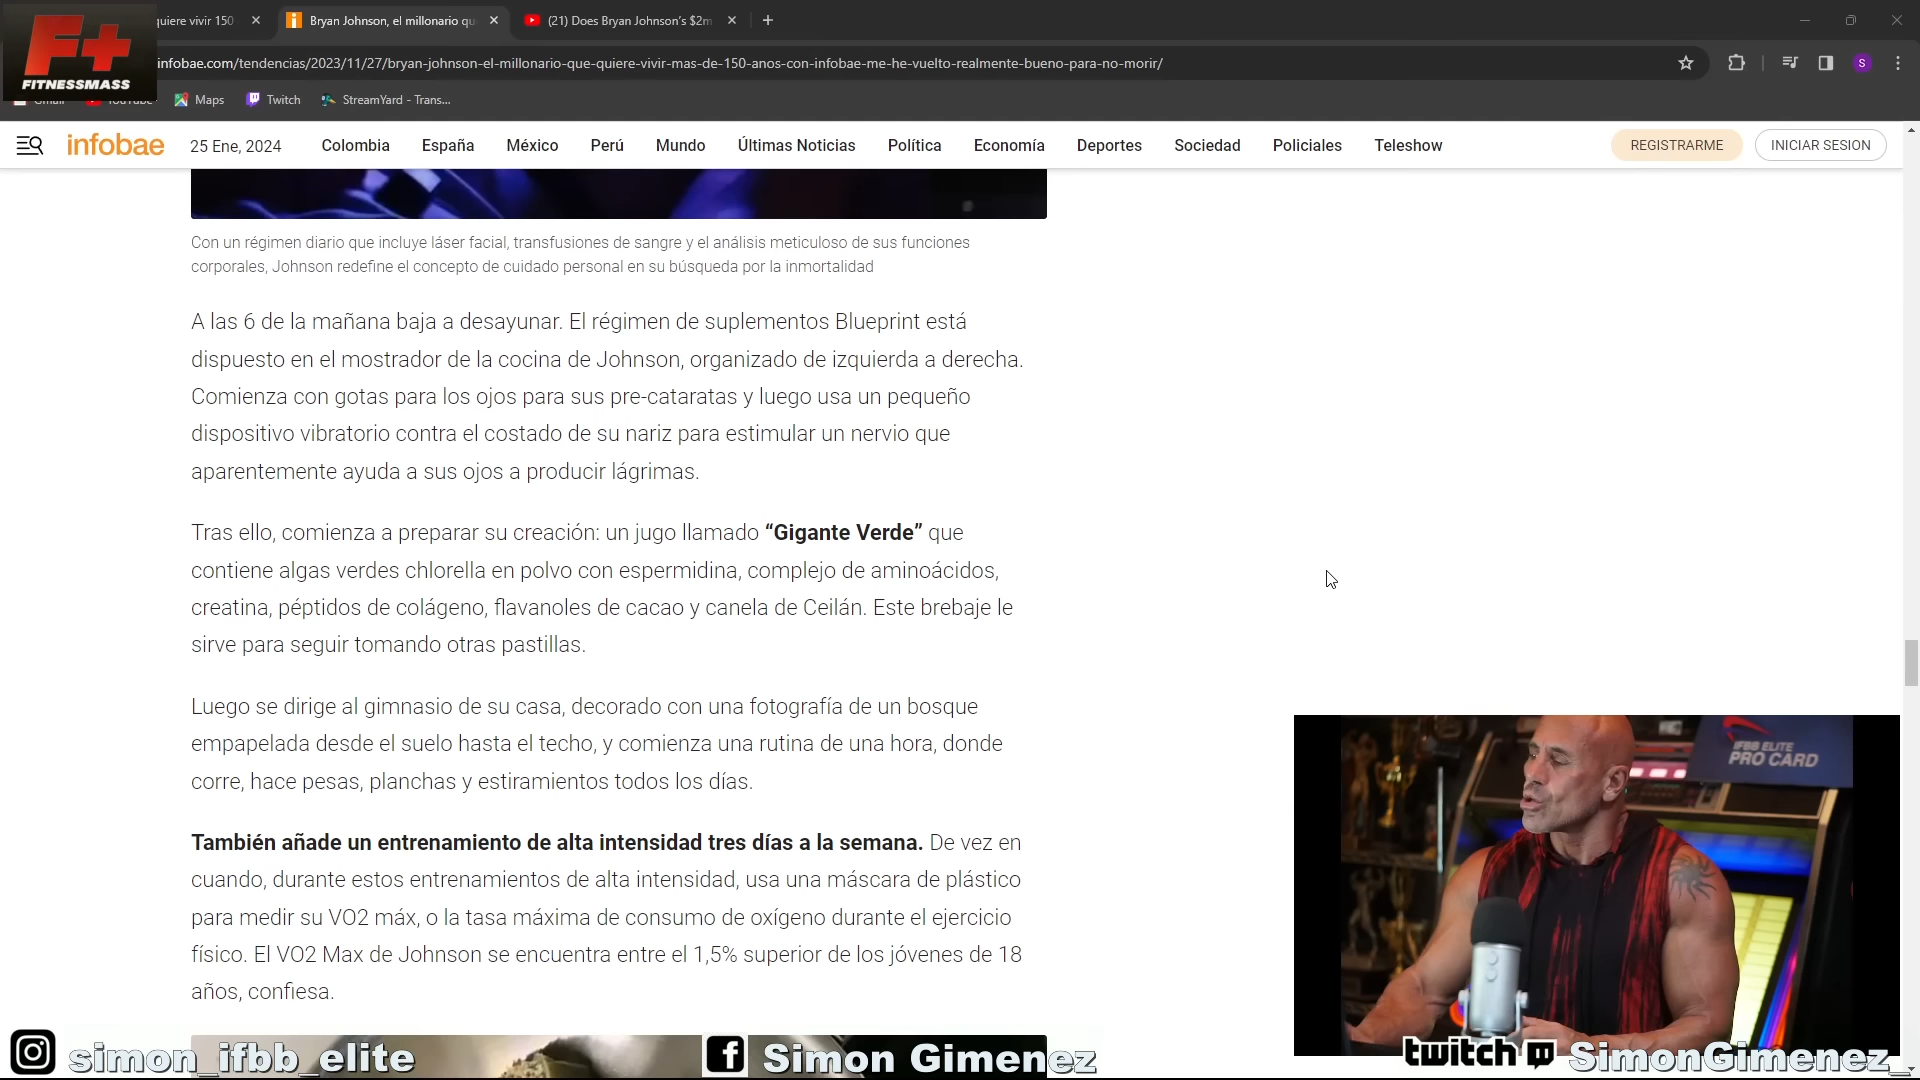 quiere vivir 150
Bryan Johnson, el millonario qu
(21) Does Bryan Johnson's $2m
F+
FITNESSMASS
infobae.com/tendencias/2023/11/27/bryan-johnson-el-millonario-que-quiere-vivir-mas-de-150-anos-con-infobae-me-he-vuelto-realmente-bueno-para-no-morir/
S
Gmail
YouTube
Maps
Twitch
StreamYard - Trans...
infobae
25 Ene, 2024
Colombia
España
México
Perú
Mundo
Últimas Noticias
Política
Economía
Deportes
Sociedad
Policiales
Teleshow
REGISTRARME
INICIAR SESION
Con un régimen diario que incluye láser facial, transfusiones de sangre y el análisis meticuloso de sus funciones
corporales, Johnson redefine el concepto de cuidado personal en su búsqueda por la inmortalidad
A las 6 de la mañana baja a desayunar. El régimen de suplementos Blueprint está
dispuesto en el mostrador de la cocina de Johnson, organizado de izquierda a derecha.
Comienza con gotas para los ojos para sus pre-cataratas y luego usa un pequeño
dispositivo vibratorio contra el costado de su nariz para estimular un nervio que
aparentemente ayuda a sus ojos a producir lágrimas.
Tras ello, comienza a preparar su creación: un jugo llamado “Gigante Verde” que
contiene algas verdes chlorella en polvo con espermidina, complejo de aminoácidos,
creatina, péptidos de colágeno, flavanoles de cacao y canela de Ceilán. Este brebaje le
sirve para seguir tomando otras pastillas.
Luego se dirige al gimnasio de su casa, decorado con una fotografía de un bosque
empapelada desde el suelo hasta el techo, y comienza una rutina de una hora, donde
corre, hace pesas, planchas y estiramientos todos los días.
También añade un entrenamiento de alta intensidad tres días a la semana. De vez en
cuando, durante estos entrenamientos de alta intensidad, usa una máscara de plástico
para medir su VO2 máx, o la tasa máxima de consumo de oxígeno durante el ejercicio
físico. El VO2 Max de Johnson se encuentra entre el 1,5% superior de los jóvenes de 18
años, confiesa.
IFBB ELITE
PRO CARD
simon_ifbb_elite
Simon Gimenez
twitch
SimonGimenez_